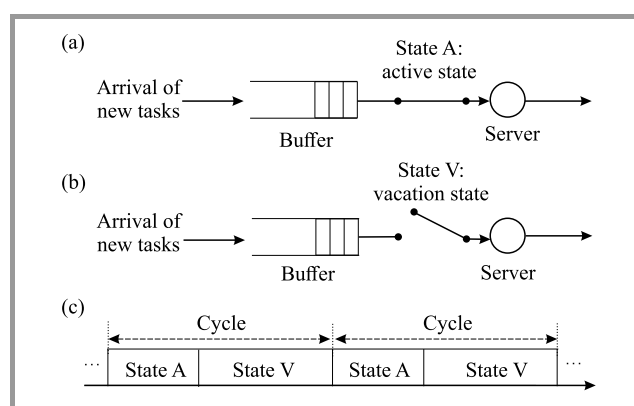 (a)
State A:
active state
Arrival of
new tasks
Buffer
Server
(b)
State V:
vacation state
Arrival of
new tasks
Buffer
Server
(c)
Cycle Cycle
... State A State V State A State V ...